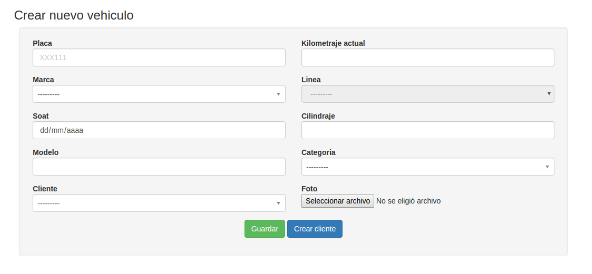 Crear nuevo vehiculo
Placa
Kilometraje actual
XXX111
Marca
Linea
---------
---------
Soat
Cilindraje
dd/mm/aaaa
Modelo
Categoria
---------
Cliente
Foto
---------
Seleccionar archivo No se eligió archivo
Guardar
Crear cliente